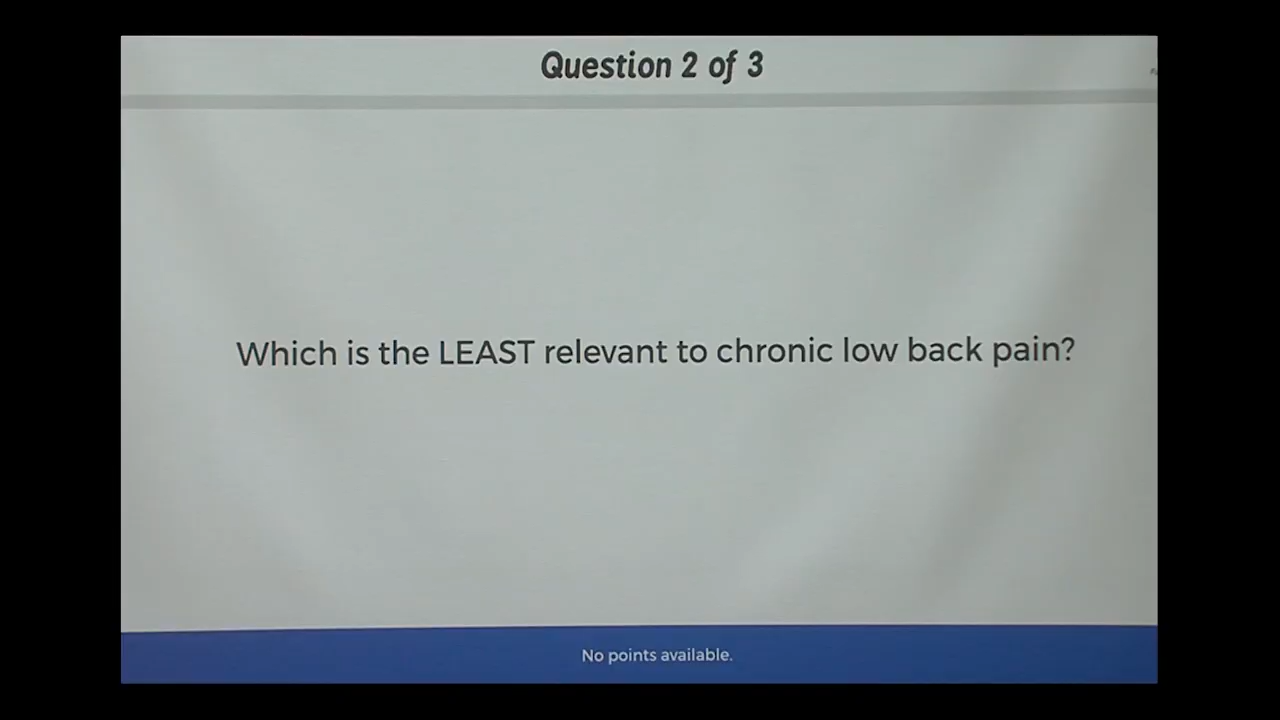 Question 2 of 3
Which is the LEAST relevant to chronic low back pain?
No points available.